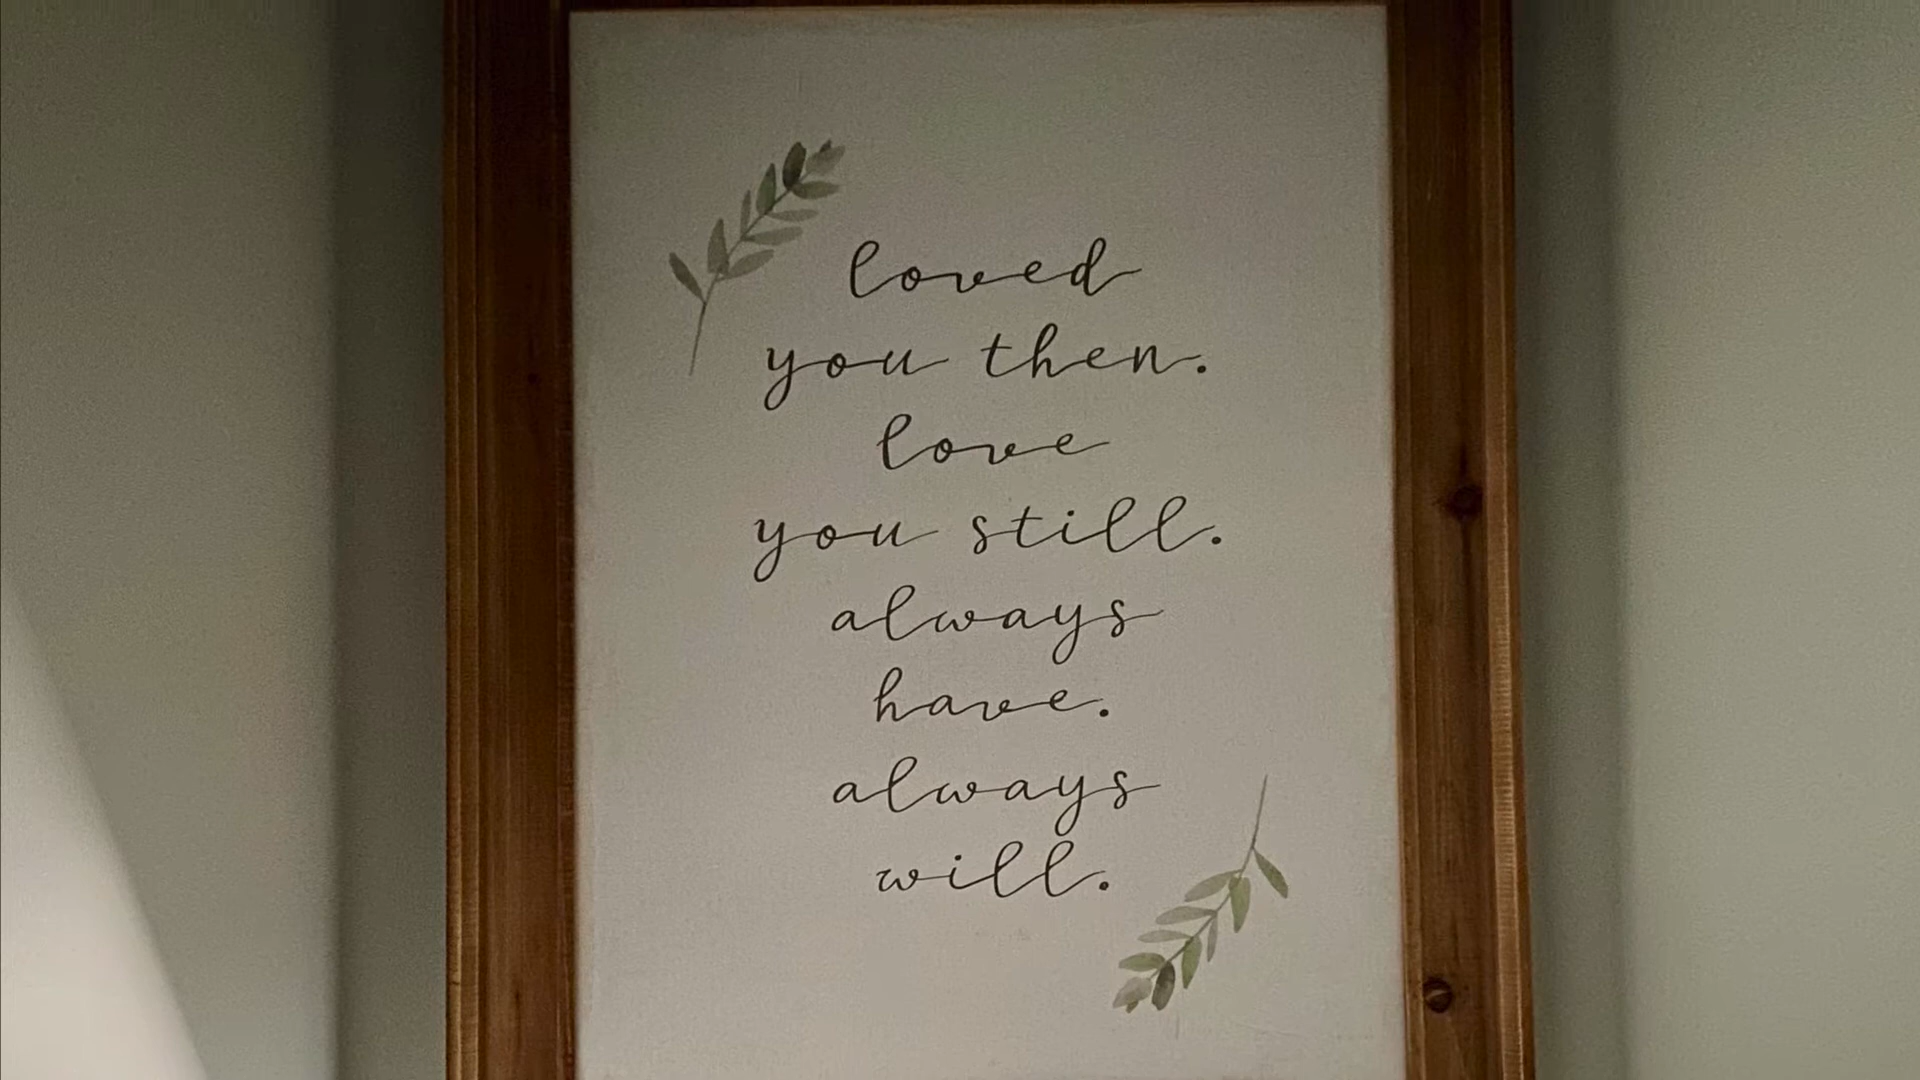 loved
you then.
love
you still.
always
have.
always
will.